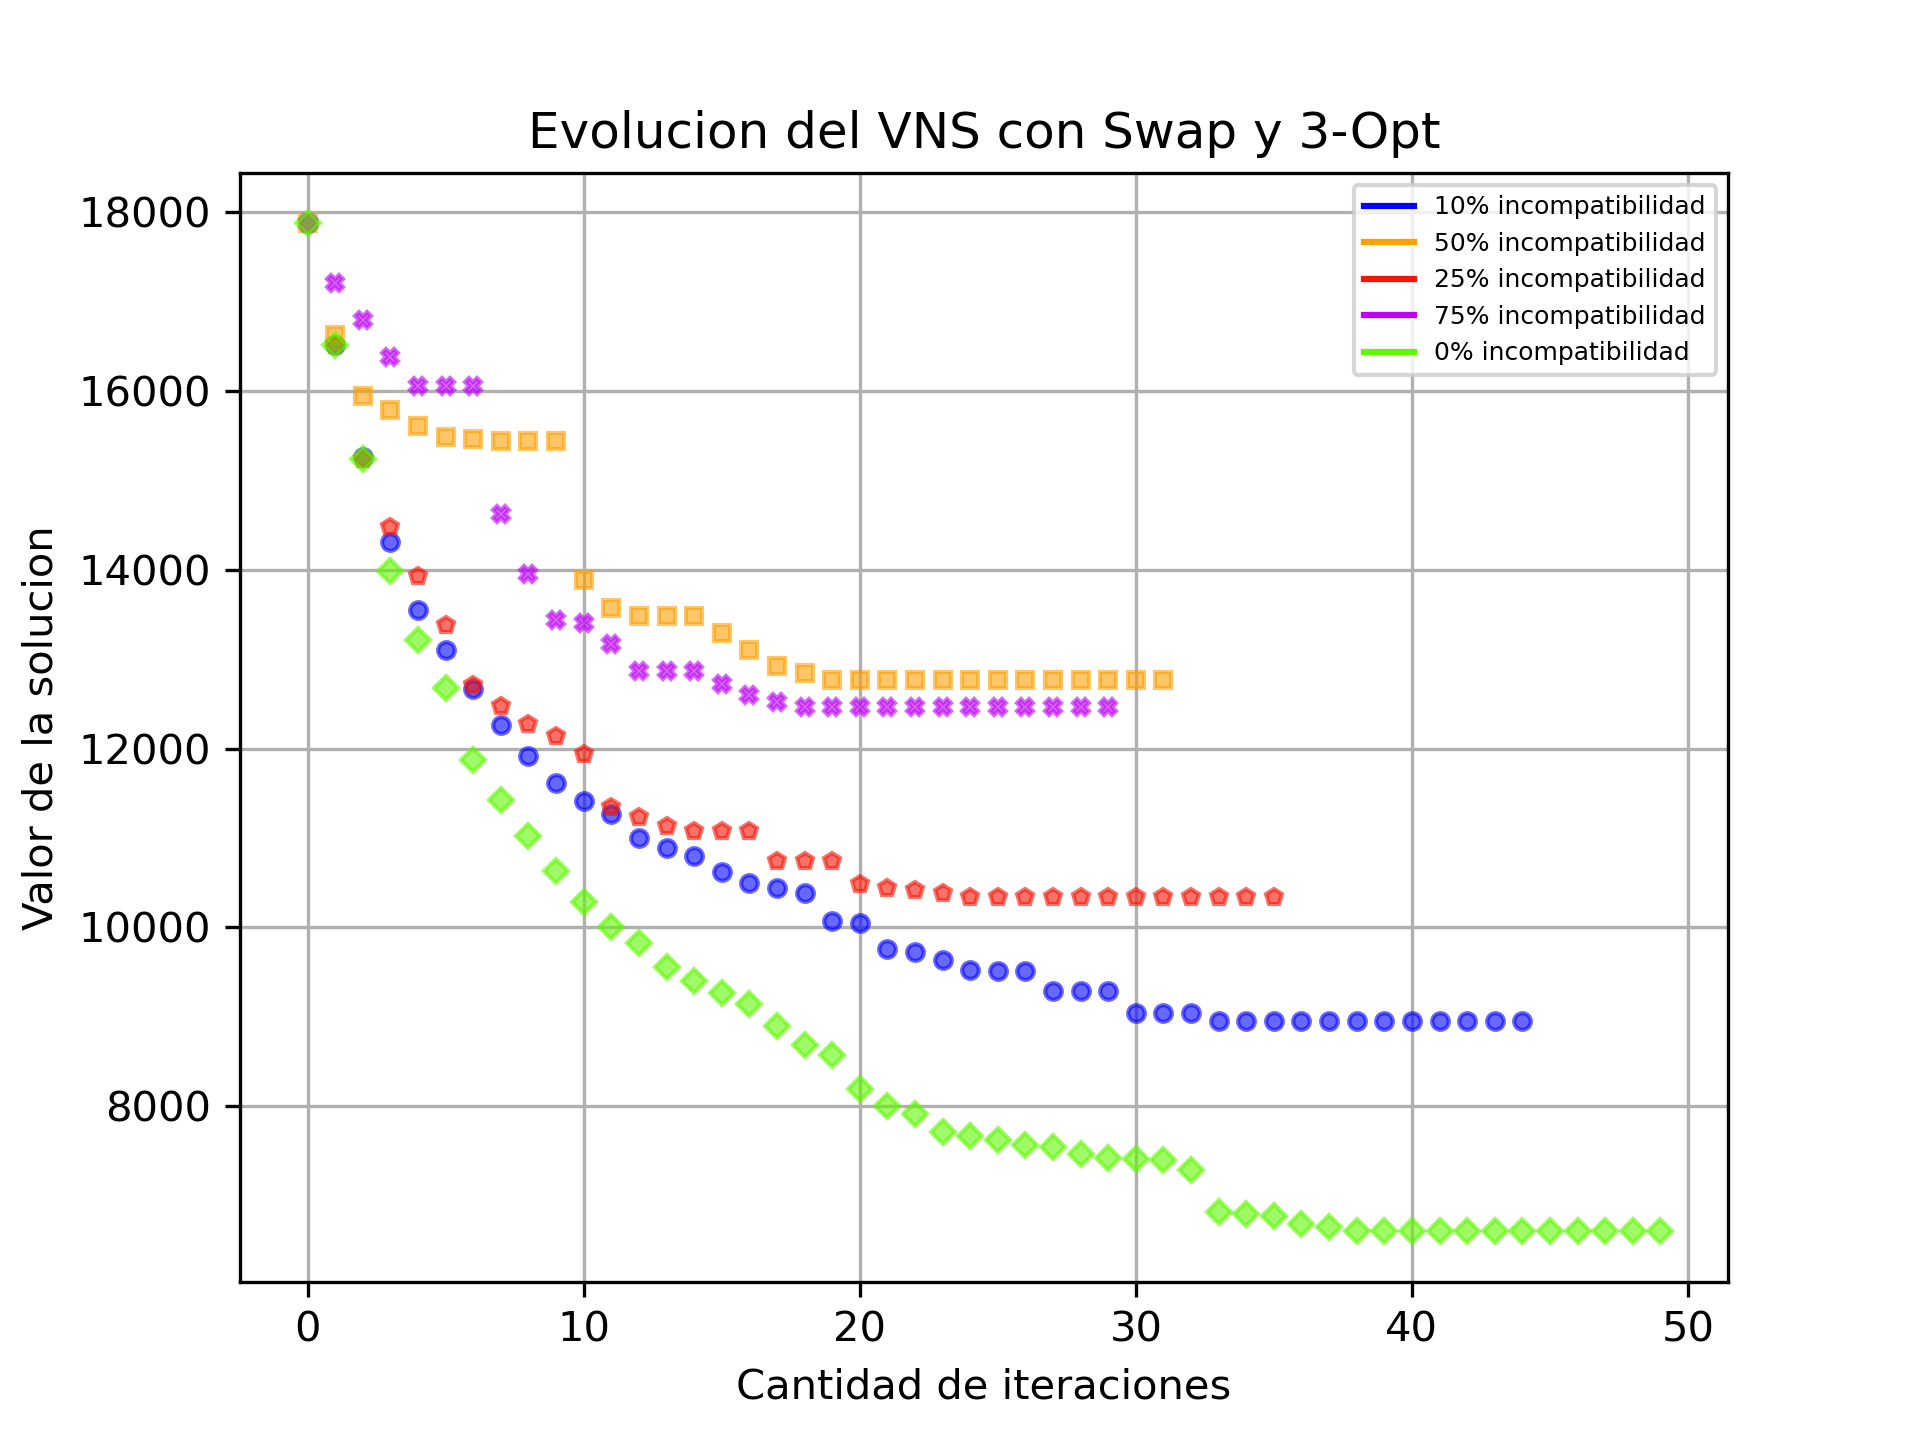 Evolucion del VNS con Swap y 3-Opt
18000
16000
14000
12000
10000
8000
Valor de la solucion
10% incompatibilidad
50% incompatibilidad
25% incompatibilidad
75% incompatibilidad
0% incompatibilidad
0 10 20 30 40 50
Cantidad de iteraciones